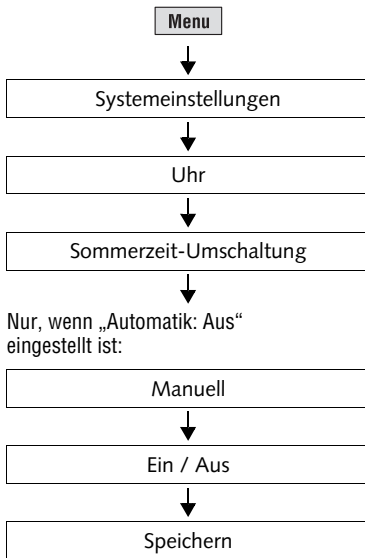 Menu
Systemeinstellungen
Uhr
Sommerzeit-Umschaltung
Nur, wenn „Automatik: Aus“
eingestellt ist:
Manuell
Ein / Aus
Speichern